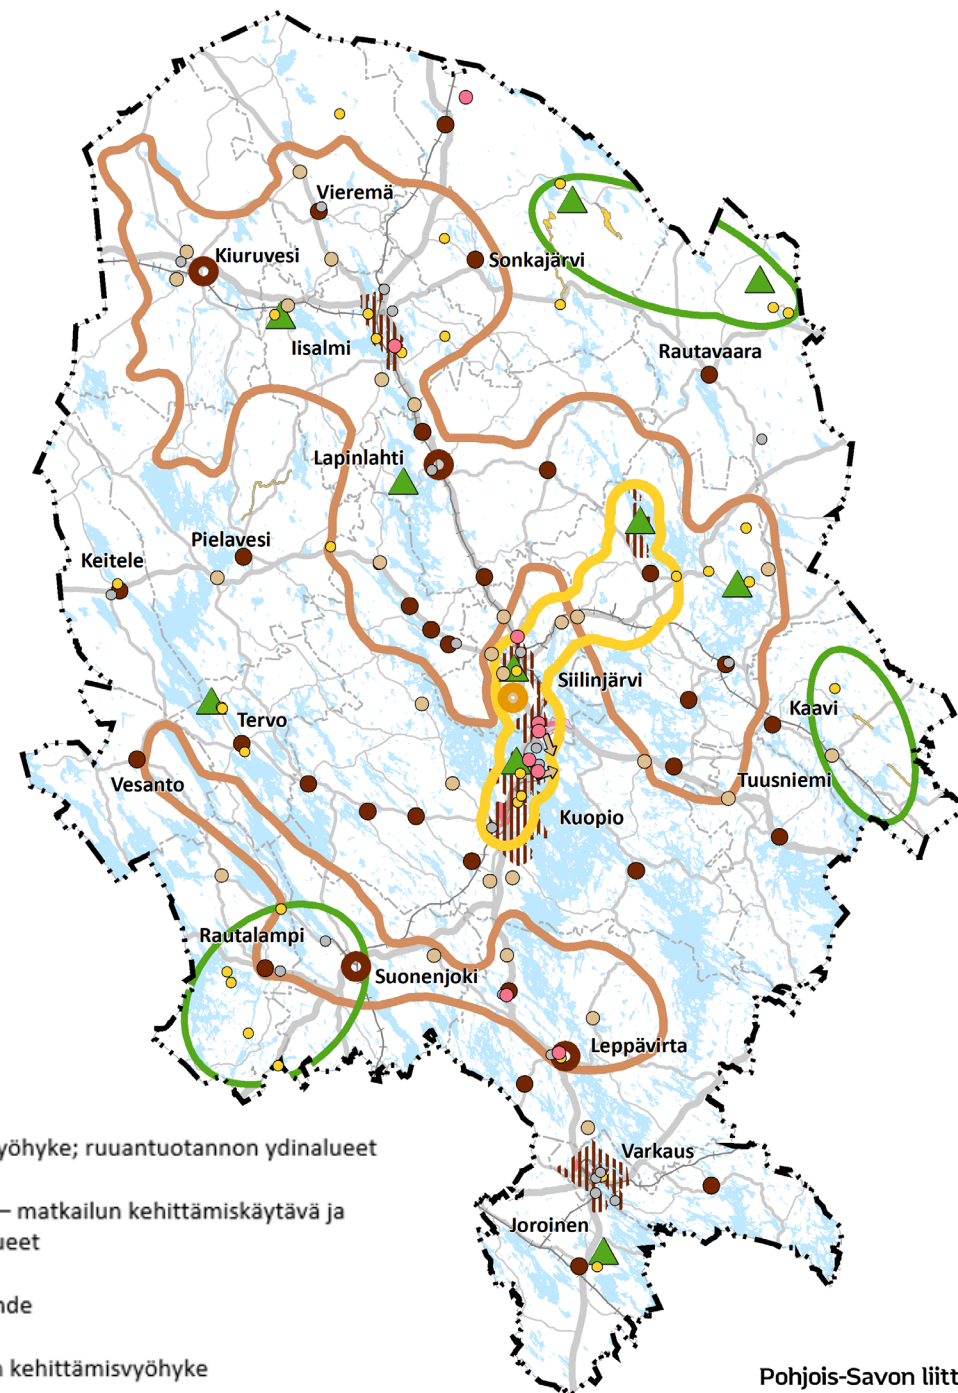 Vieremä
Kiuruvesi
Sonkajärvi
Iisalmi
Rautavaara
Lapinlahti
Pielavesi
Keitele
Siilinjärvi
Kaavi
Tervo
Vesanto
Tuusniemi
Kuopio
Rautalampi
Suonenjoki
Leppävirta
Varkaus
Joroinen
yöhyke; ruuantuotannon ydinalueet
– matkailun kehittämiskäytävä ja
ueet
nde
n kehittämisvyöhyke
Pohjois-Savon liitt